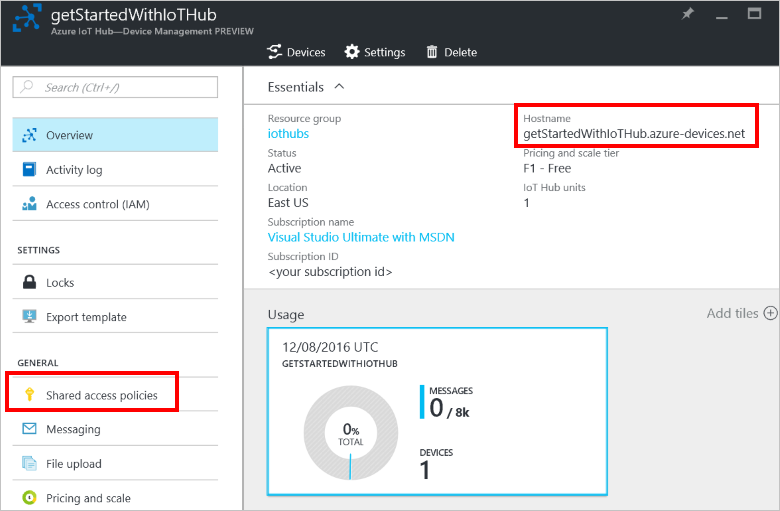 getStartedWithIoTHub
Azure IoT Hub—Device Management PREVIEW
Devices
Settings
Delete
Search (Ctrl+/)
Overview
Activity log
Access control (IAM)
SETTINGS
Locks
Export template
GENERAL
Shared access policies
Messaging
File upload
Pricing and scale
Essentials
Resource group
iothubs
Status
Active
Location
East US
Subscription name
Visual Studio Ultimate with MSDN
Subscription ID
<your subscription id>
Hostname
getStartedWithIoTHub.azure-devices.net
Pricing and scale tier
F1 - Free
IoT Hub units
1
Usage
Add tiles
12/08/2016 UTC
GETSTARTEDWITHIOTHUB
0%
TOTAL
MESSAGES
0 / 8k
DEVICES
1